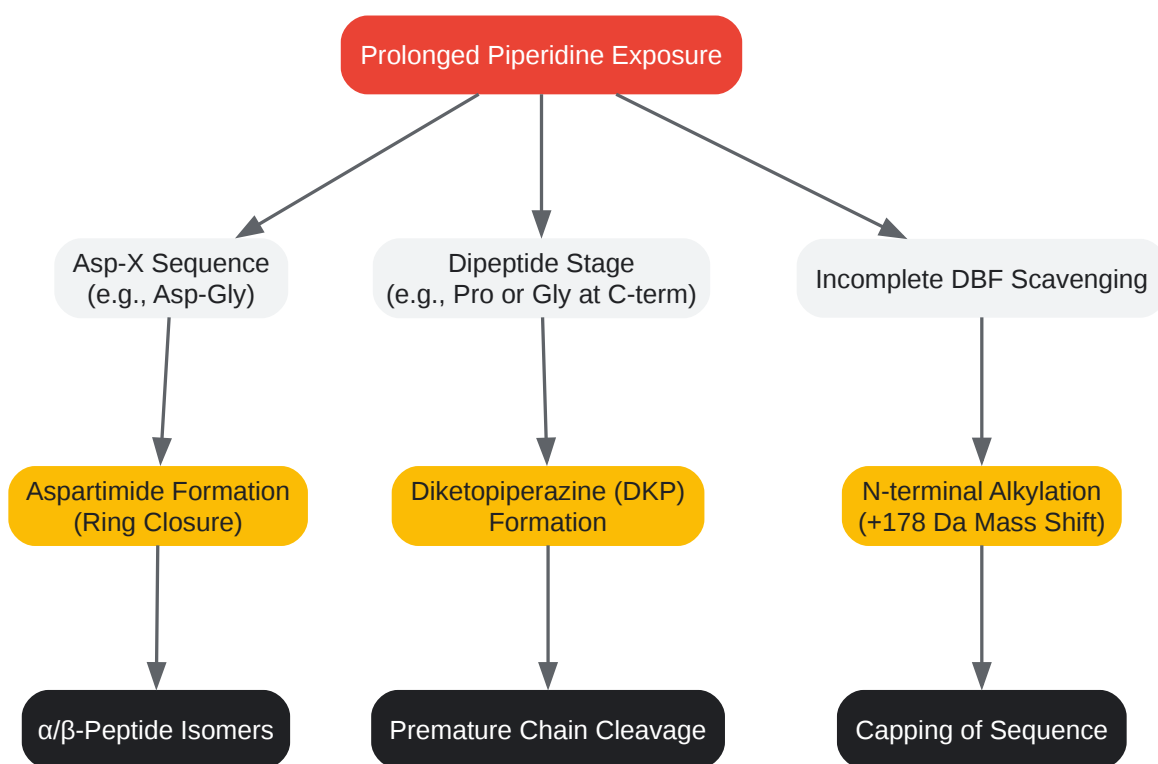 Prolonged Piperidine Exposure
Asp-X Sequence
(e.g., Asp-Gly)
Dipeptide Stage
(e.g., Pro or Gly at C-term)
Incomplete DBF Scavenging
Aspartimide Formation
(Ring Closure)
Diketopiperazine (DKP)
Formation
N-terminal Alkylation
(+178 Da Mass Shift)
α/β-Peptide Isomers
Premature Chain Cleavage
Capping of Sequence